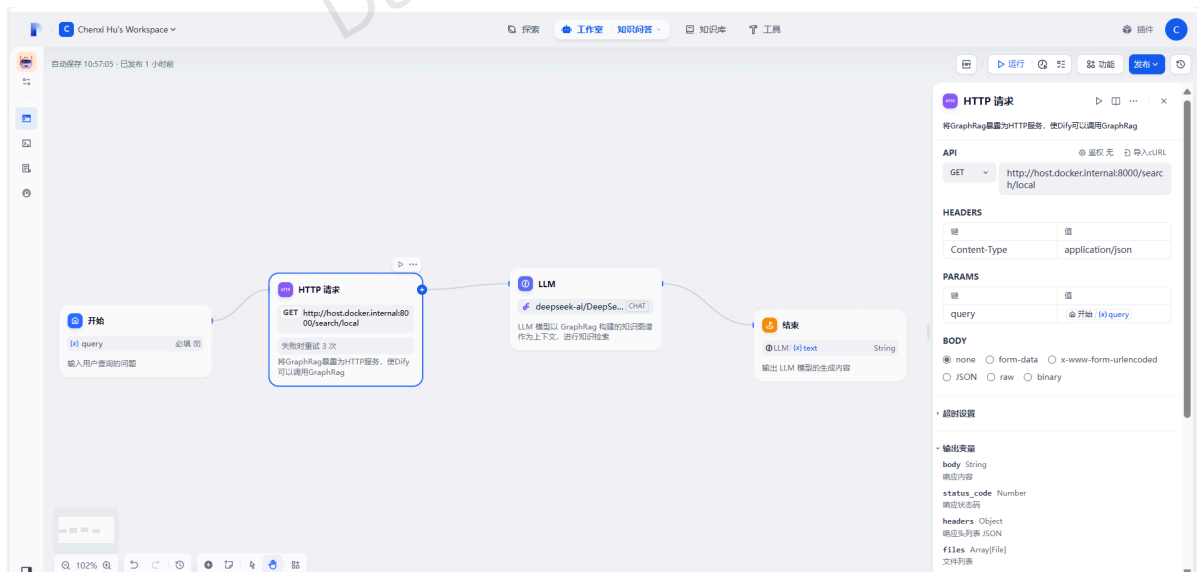 C Chenxi Hu's Workspace
探索
工作室 / 知识问答
知识库
工具
插件
C
自动保存 10:57:05 · 已发布 1 小时前
ENV
运行
功能
发布
开始
{x} query 必填
输入用户查询的问题
HTTP 请求
GET http://host.docker.internal:80
00/search/local
失败时重试 3 次
将GraphRag暴露为HTTP服务，使Dify
可以调用GraphRag
LLM
deepseek-ai/DeepSe... CHAT
LLM 模型以 GraphRag 构建的知识图谱
作为上下文，进行知识检索
结束
LLM/ {x} text String
输出 LLM 模型的生成内容
102%
HTTP 请求
将GraphRag暴露为HTTP服务，使Dify可以调用GraphRag
API 鉴权 无 导入cURL
GET http://host.docker.internal:8000/searc
h/local
HEADERS
键 值
Content-Type application/json
PARAMS
键 值
query 开始 / {x} query
BODY
none form-data x-www-form-urlencoded
JSON raw binary
超时设置
输出变量
body String
响应内容
status_code Number
响应状态码
headers Object
响应头列表 JSON
files Array[File]
文件列表